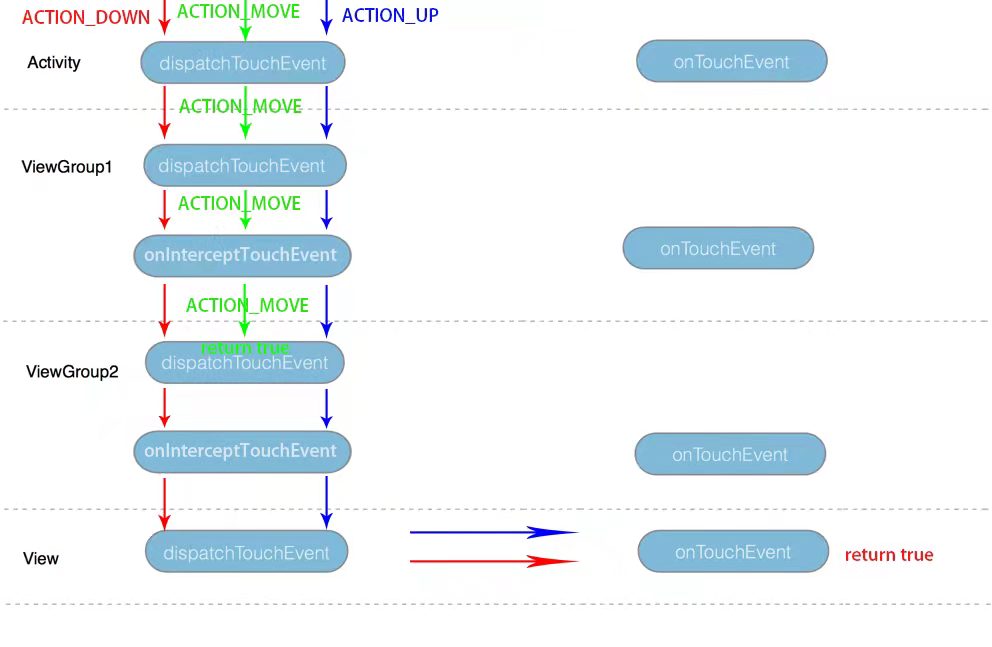 ACTION_DOWN
ACTION_MOVE
ACTION_UP
Activity
dispatchTouchEvent
onTouchEvent
ACTION_MOVE
ViewGroup1
dispatchTouchEvent
ACTION_MOVE
onInterceptTouchEvent
onTouchEvent
ACTION_MOVE
return true
ViewGroup2
dispatchTouchEvent
onInterceptTouchEvent
onTouchEvent
View
dispatchTouchEvent
onTouchEvent
return true